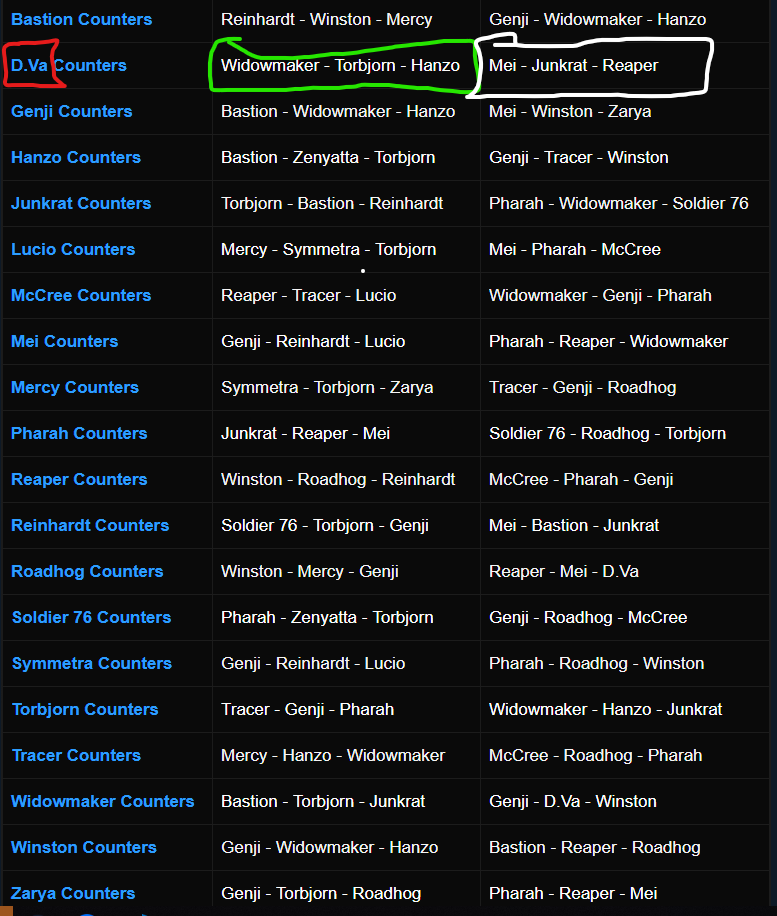 Bastion Counters Reinhardt - Winston - Mercy Genji - Widowmaker - Hanzo
D.Va Counters Widowmaker - Torbjorn - Hanzo Mei - Junkrat - Reaper
Genji Counters Bastion - Widowmaker - Hanzo Mei - Winston - Zarya
Hanzo Counters Bastion - Zenyatta - Torbjorn Genji - Tracer - Winston
Junkrat Counters Torbjorn - Bastion - Reinhardt Pharah - Widowmaker - Soldier 76
Lucio Counters Mercy - Symmetra - Torbjorn Mei - Pharah - McCree
McCree Counters Reaper - Tracer - Lucio Widowmaker - Genji - Pharah
Mei Counters Genji - Reinhardt - Lucio Pharah - Reaper - Widowmaker
Mercy Counters Symmetra - Torbjorn - Zarya Tracer - Genji - Roadhog
Pharah Counters Junkrat - Reaper - Mei Soldier 76 - Roadhog - Torbjorn
Reaper Counters Winston - Roadhog - Reinhardt McCree - Pharah - Genji
Reinhardt Counters Soldier 76 - Torbjorn - Genji Mei - Bastion - Junkrat
Roadhog Counters Winston - Mercy - Genji Reaper - Mei - D.Va
Soldier 76 Counters Pharah - Zenyatta - Torbjorn Genji - Roadhog - McCree
Symmetra Counters Genji - Reinhardt - Lucio Pharah - Roadhog - Winston
Torbjorn Counters Tracer - Genji - Pharah Widowmaker - Hanzo - Junkrat
Tracer Counters Mercy - Hanzo - Widowmaker McCree - Roadhog - Pharah
Widowmaker Counters Bastion - Torbjorn - Junkrat Genji - D.Va - Winston
Winston Counters Genji - Widowmaker - Hanzo Bastion - Reaper - Roadhog
Zarya Counters Genji - Torbjorn - Roadhog Pharah - Reaper - Mei